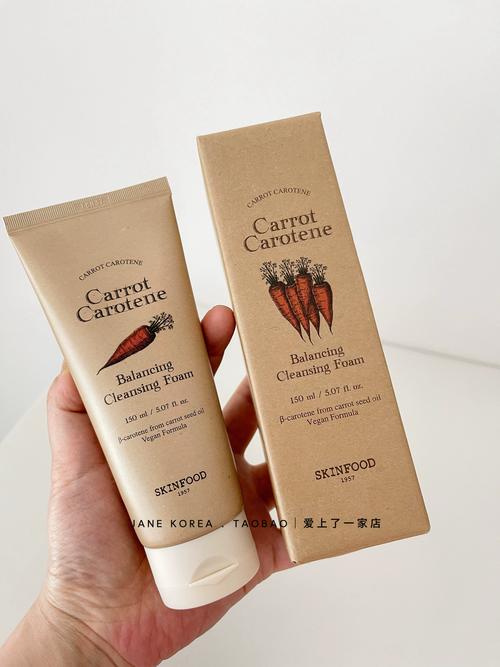 CARROT CAROTENE
Carrot
Carotene
Balancing
Cleansing Foam
150 ml / 5.07 fl. oz.
β-carotene from carrot seed oil
Vegan Formula
SKINFOOD
1957
CARROT CAROTENE
Carrot
Carotene
Balancing
Cleansing Foam
150 ml / 5.07 fl. oz.
β-carotene from carrot seed oil
Vegan Formula
SKINFOOD
1957
JANE KOREA . TAOBAO | 爱上了一家店